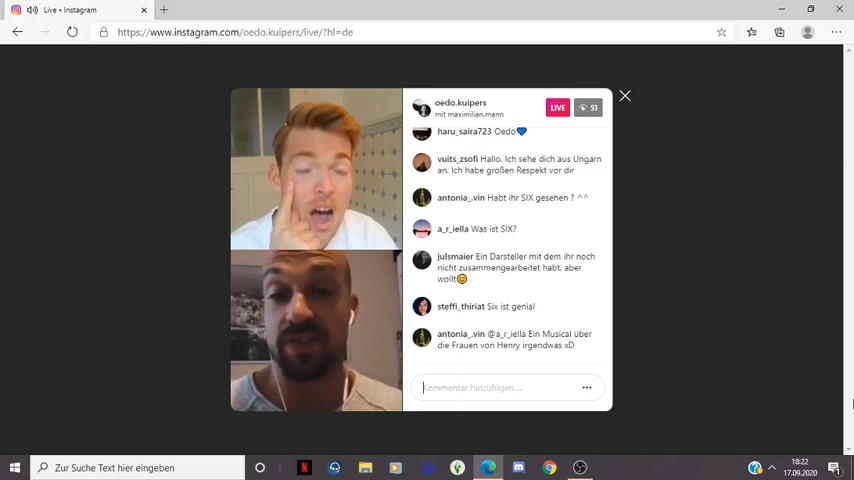 Live • Instagram
https://www.instagram.com/oedo.kuipers/live/?hl=de
oedo.kuipers
mit maximilian.mann
LIVE
51
haru_saira723 Oedo💙
vuits_zsofi Hallo. Ich sehe dich aus Ungarn
an. Ich habe großen Respekt vor dir
antonia_.vin Habt ihr SIX gesehen ? ^^
a_r_iella Was ist SIX?
julsmaier Ein Darsteller mit dem ihr noch
nicht zusammengearbeitet habt, aber
wollt😊
steffi_thiriat Six ist genial
antonia_.vin @a_r_iella Ein Musical über
die Frauen von Henry irgendwas xD
Kommentar hinzufügen ...
Zur Suche Text hier eingeben
18:22
17.09.2020